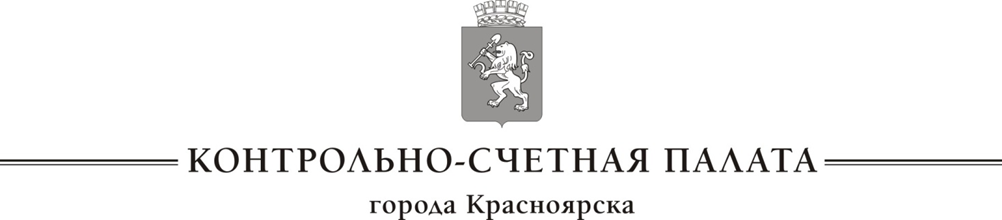 КОНТРОЛЬНО-СЧЕТНАЯ ПАЛАТА
города Красноярска